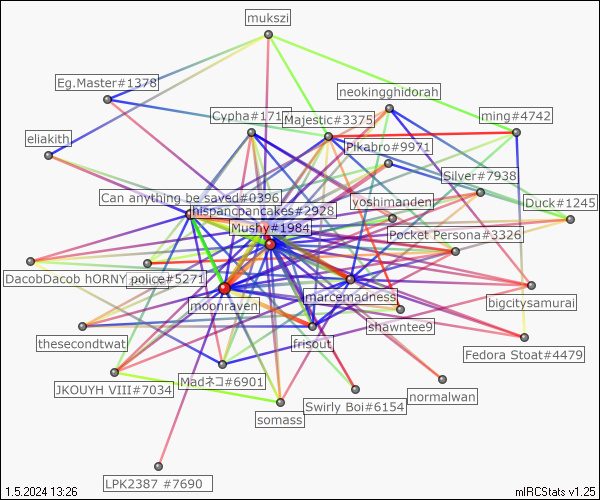 mukszi
Eg.Master#1378
neokingghidorah
Cypha#171
Majestic#3375
ming#4742
eliakith
Pikabro#9971
Silver#7938
Can anything be saved#0396
yoshimanden
Duck#1245
hispancpancakes#2928
Mushy#1984
Pocket Persona#3326
DacobDacob
HORNY police#5271
marcemadness
bigcitysamurai
moonraven
shawntee9
thesecondtwat
frisout
Fedora Stoat#4479
Madネコ#6901
JKOUYH VIII#7034
normalwan
Swirly Boi#6154
somass
LPK2387 #7690
1.5.2024 13:26
mIRCStats v1.25